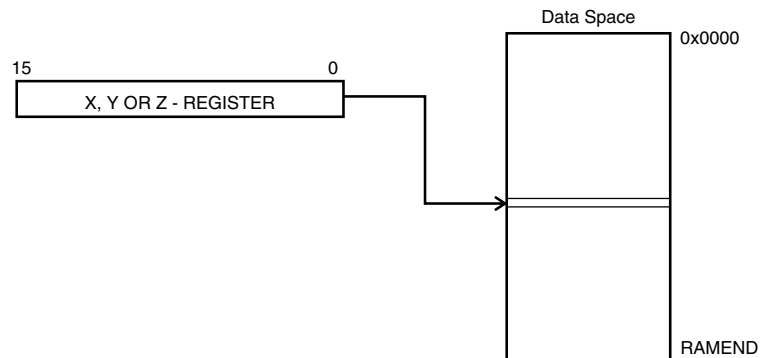 Data Space
0x0000
15 0
X, Y OR Z - REGISTER
RAMEND